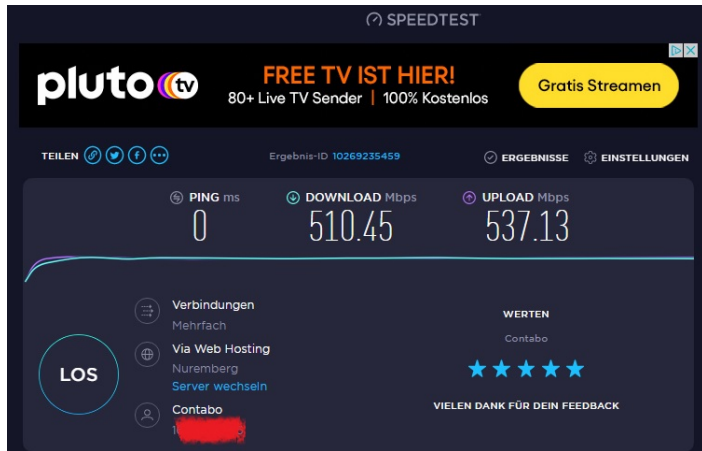 SPEEDTEST
pluto tv
FREE TV IST HIER!
80+ Live TV Sender | 100% Kostenlos
Gratis Streamen
TEILEN
Ergebnis-ID 10269235459
ERGEBNISSE
EINSTELLUNGEN
PING ms
0
DOWNLOAD Mbps
510.45
UPLOAD Mbps
537.13
LOS
Verbindungen
Mehrfach
Via Web Hosting
Nuremberg
Server wechseln
Contabo
WERTEN
Contabo
VIELEN DANK FÜR DEIN FEEDBACK